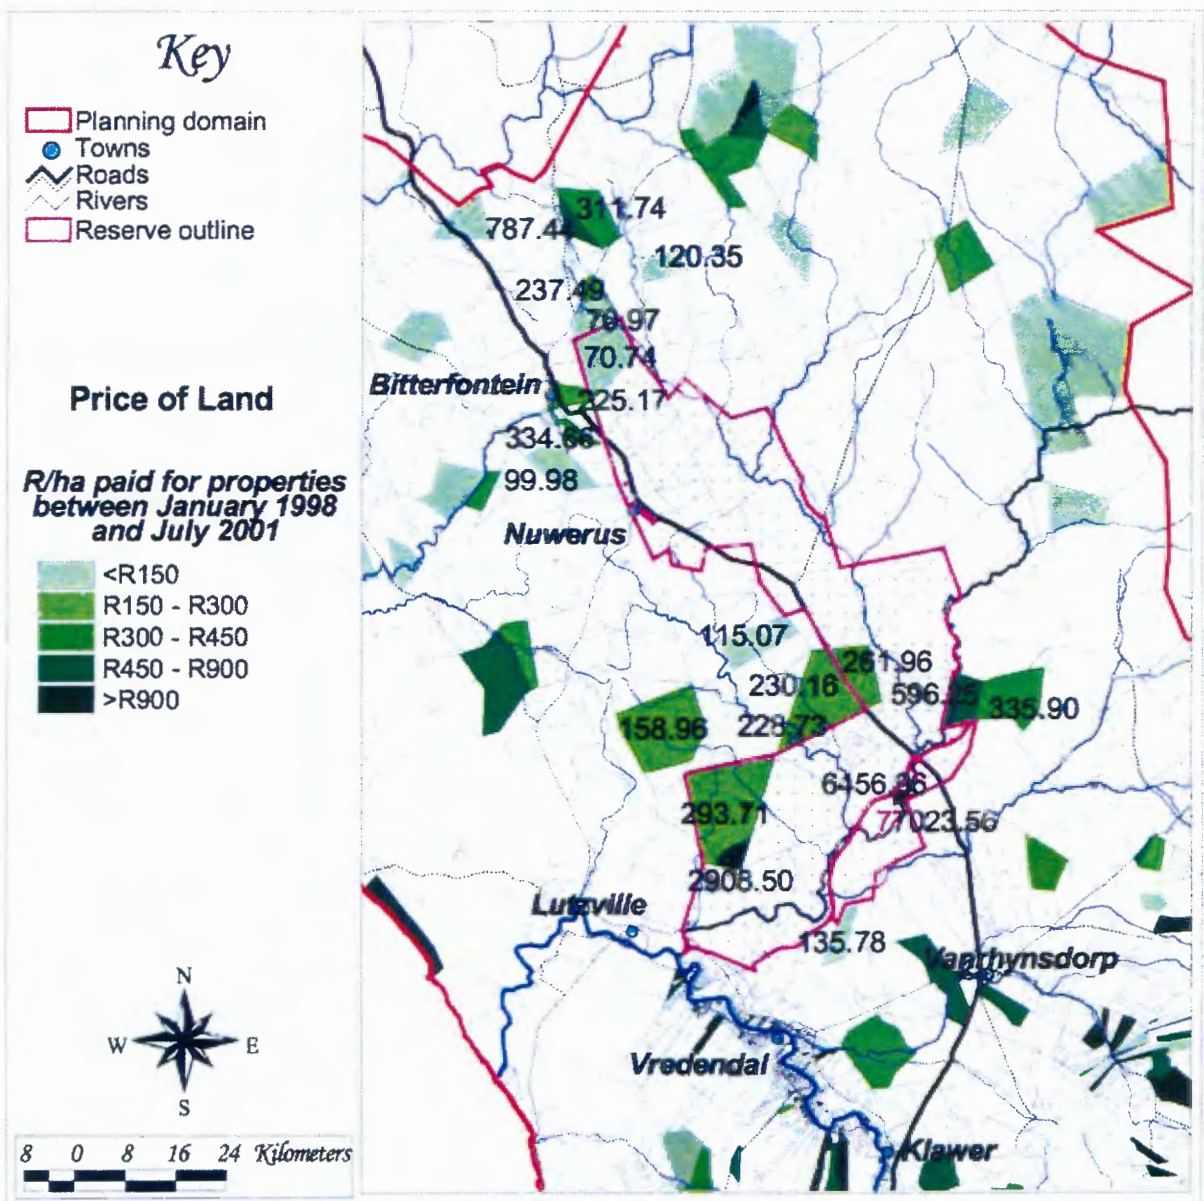 Key
Planning domain
Towns
Roads
Rivers
Reserve outline
Price of Land
R/ha paid for properties
between January 1998
and July 2001
<R150
R150 - R300
R300 - R450
R450 - R900
>R900
N
W
E
S
8 0 8 16 24 Kilometers
311.74
787.44
120.35
237.49
70.74
Bitterfontein
225.17
334.66
99.98
Nuwerus
115.07
261.96
230.16
596.25
335.90
158.96
228.73
6156.36
293.71
77023.56
2908.50
Lutzville
135.78
Vanrhynsdorp
Vredendal
Klawer